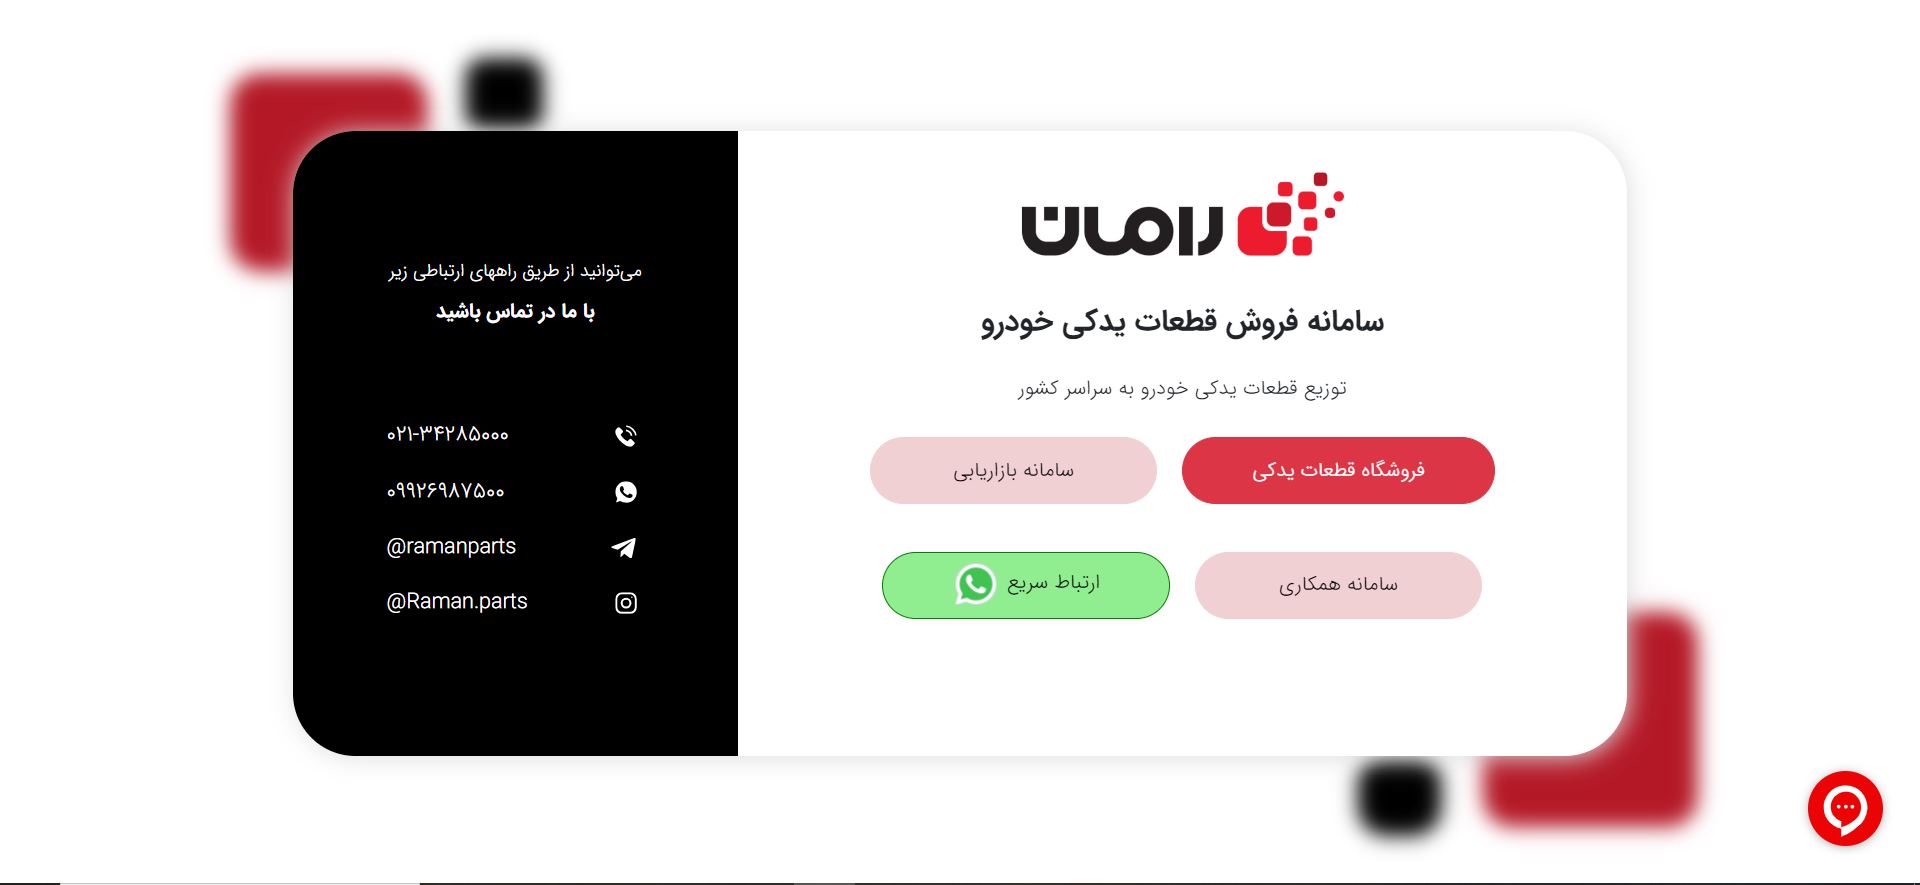 رامان
سامانه فروش قطعات یدکی خودرو
توزیع قطعات یدکی خودرو به سراسر کشور
فروشگاه قطعات یدکی
سامانه بازاریابی
سامانه همکاری
ارتباط سریع
می‌توانید از طریق راههای ارتباطی زیر
با ما در تماس باشید
۰۲۱-۳۴۲۸۵۰۰۰
۰۹۹۲۶۹۸۷۵۰۰
@ramanparts
@Raman.parts